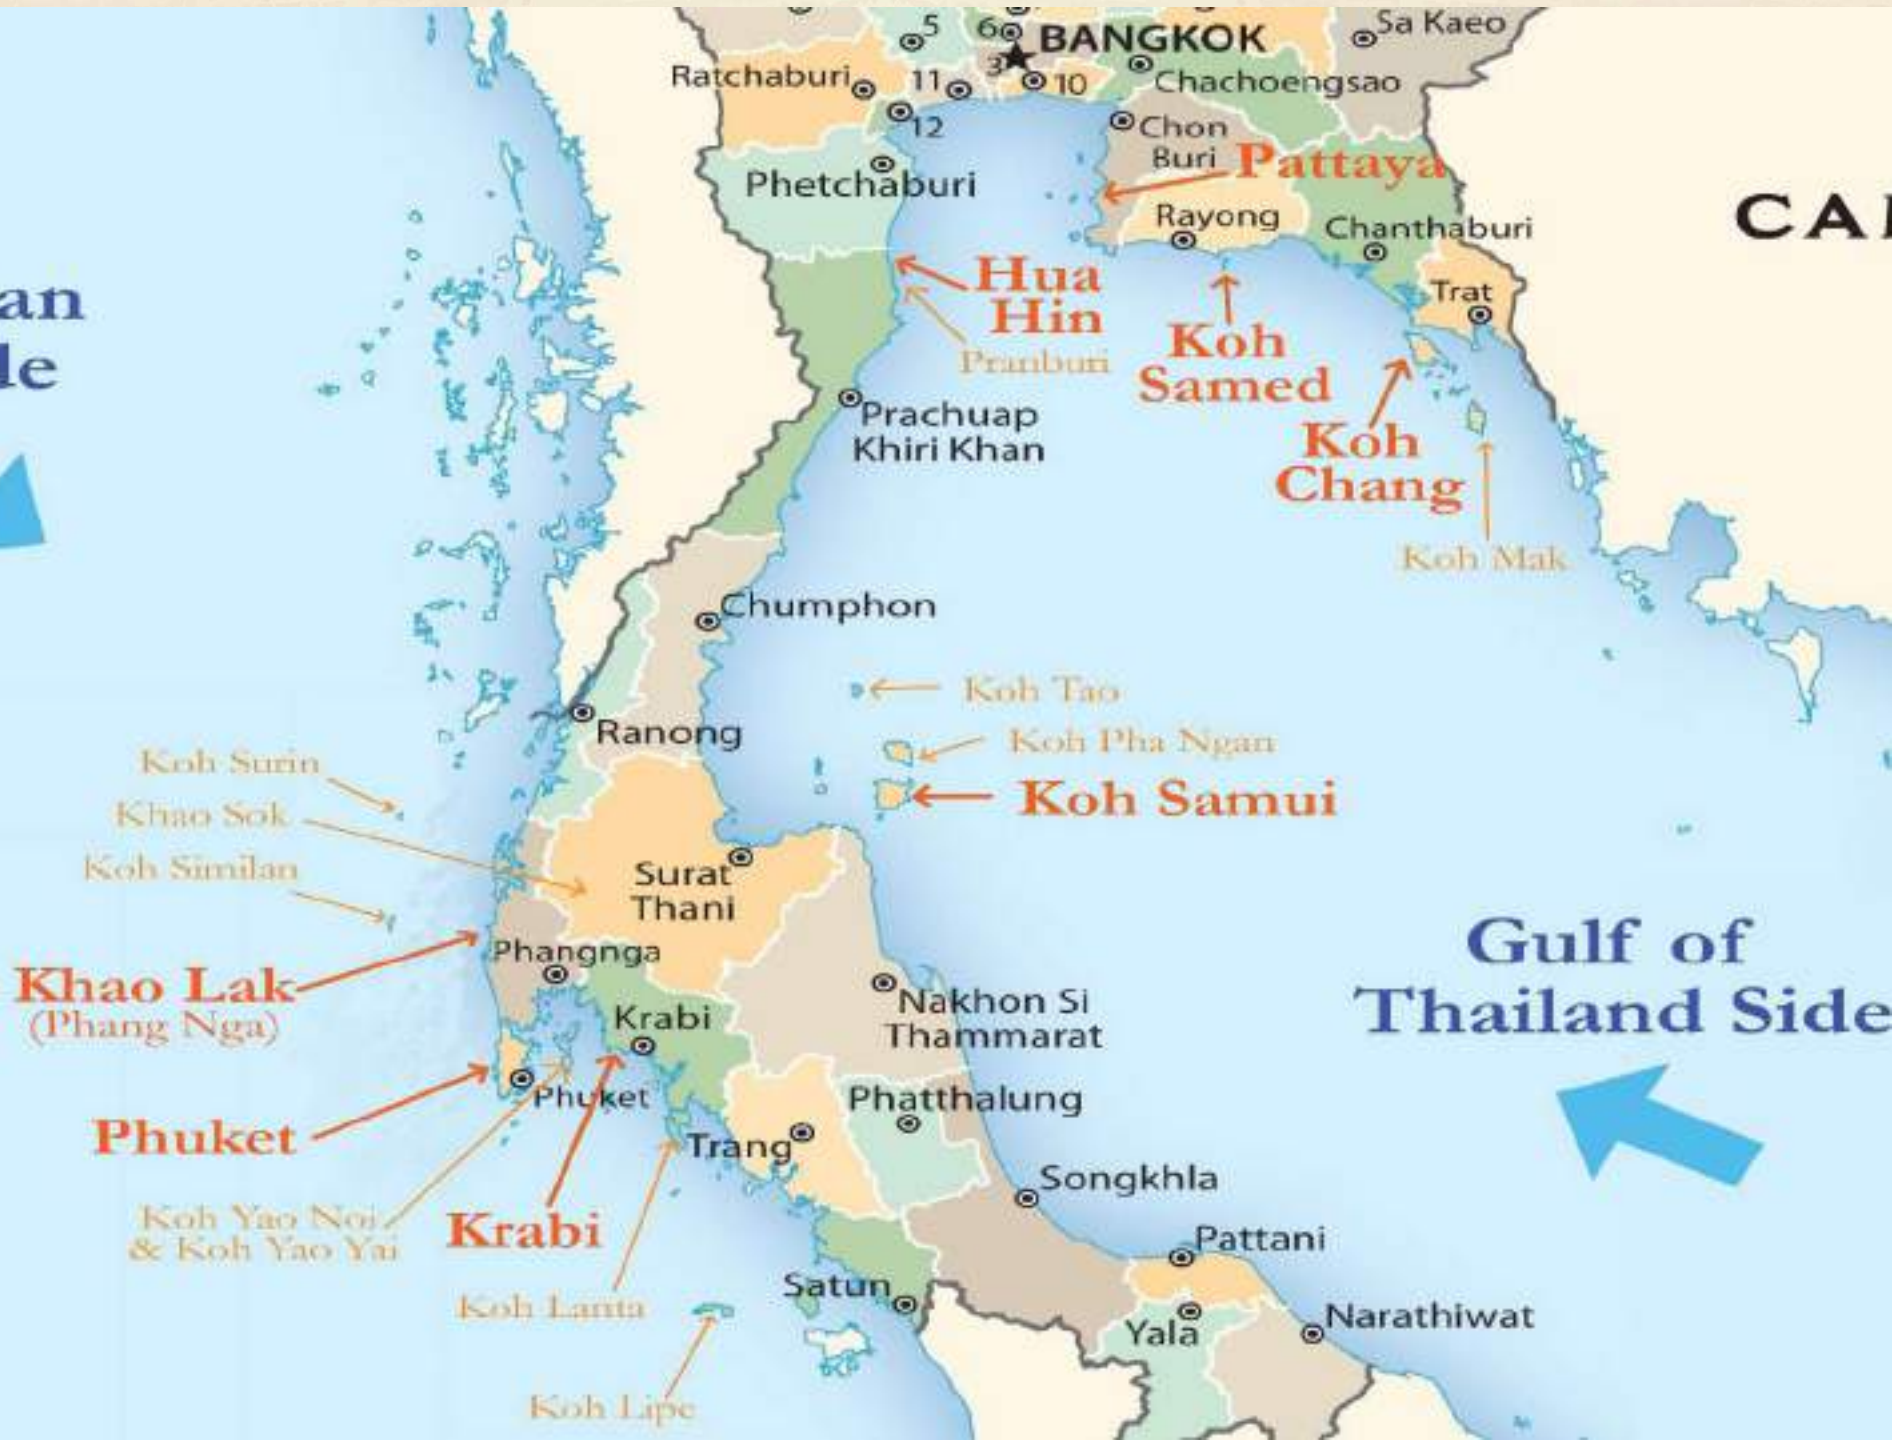 5
6
BANGKOK
Sa Kaeo
3
Ratchaburi
11
10
Chachoengsao
12
Chon
Buri
Pattaya
Phetchaburi
Rayong
Chanthaburi
CAI
Hua
Hin
Pranburi
Trat
an
de
Koh
Samed
Prachuap
Khiri Khan
Koh
Chang
Koh Mak
Chumphon
Koh Tao
Ranong
Koh Pha Ngan
Koh Surin
Koh Samui
Khao Sok
Koh Similan
Surat
Thani
Gulf of
Thailand Side
Phangnga
Khao Lak
(Phang Nga)
Krabi
Nakhon Si
Thammarat
Phuket
Phatthalung
Phuket
Trang
Songkhla
Koh Yao Noi
& Koh Yao Yai
Krabi
Pattani
Satun
Koh Lanta
Yala
Narathiwat
Koh Lipe